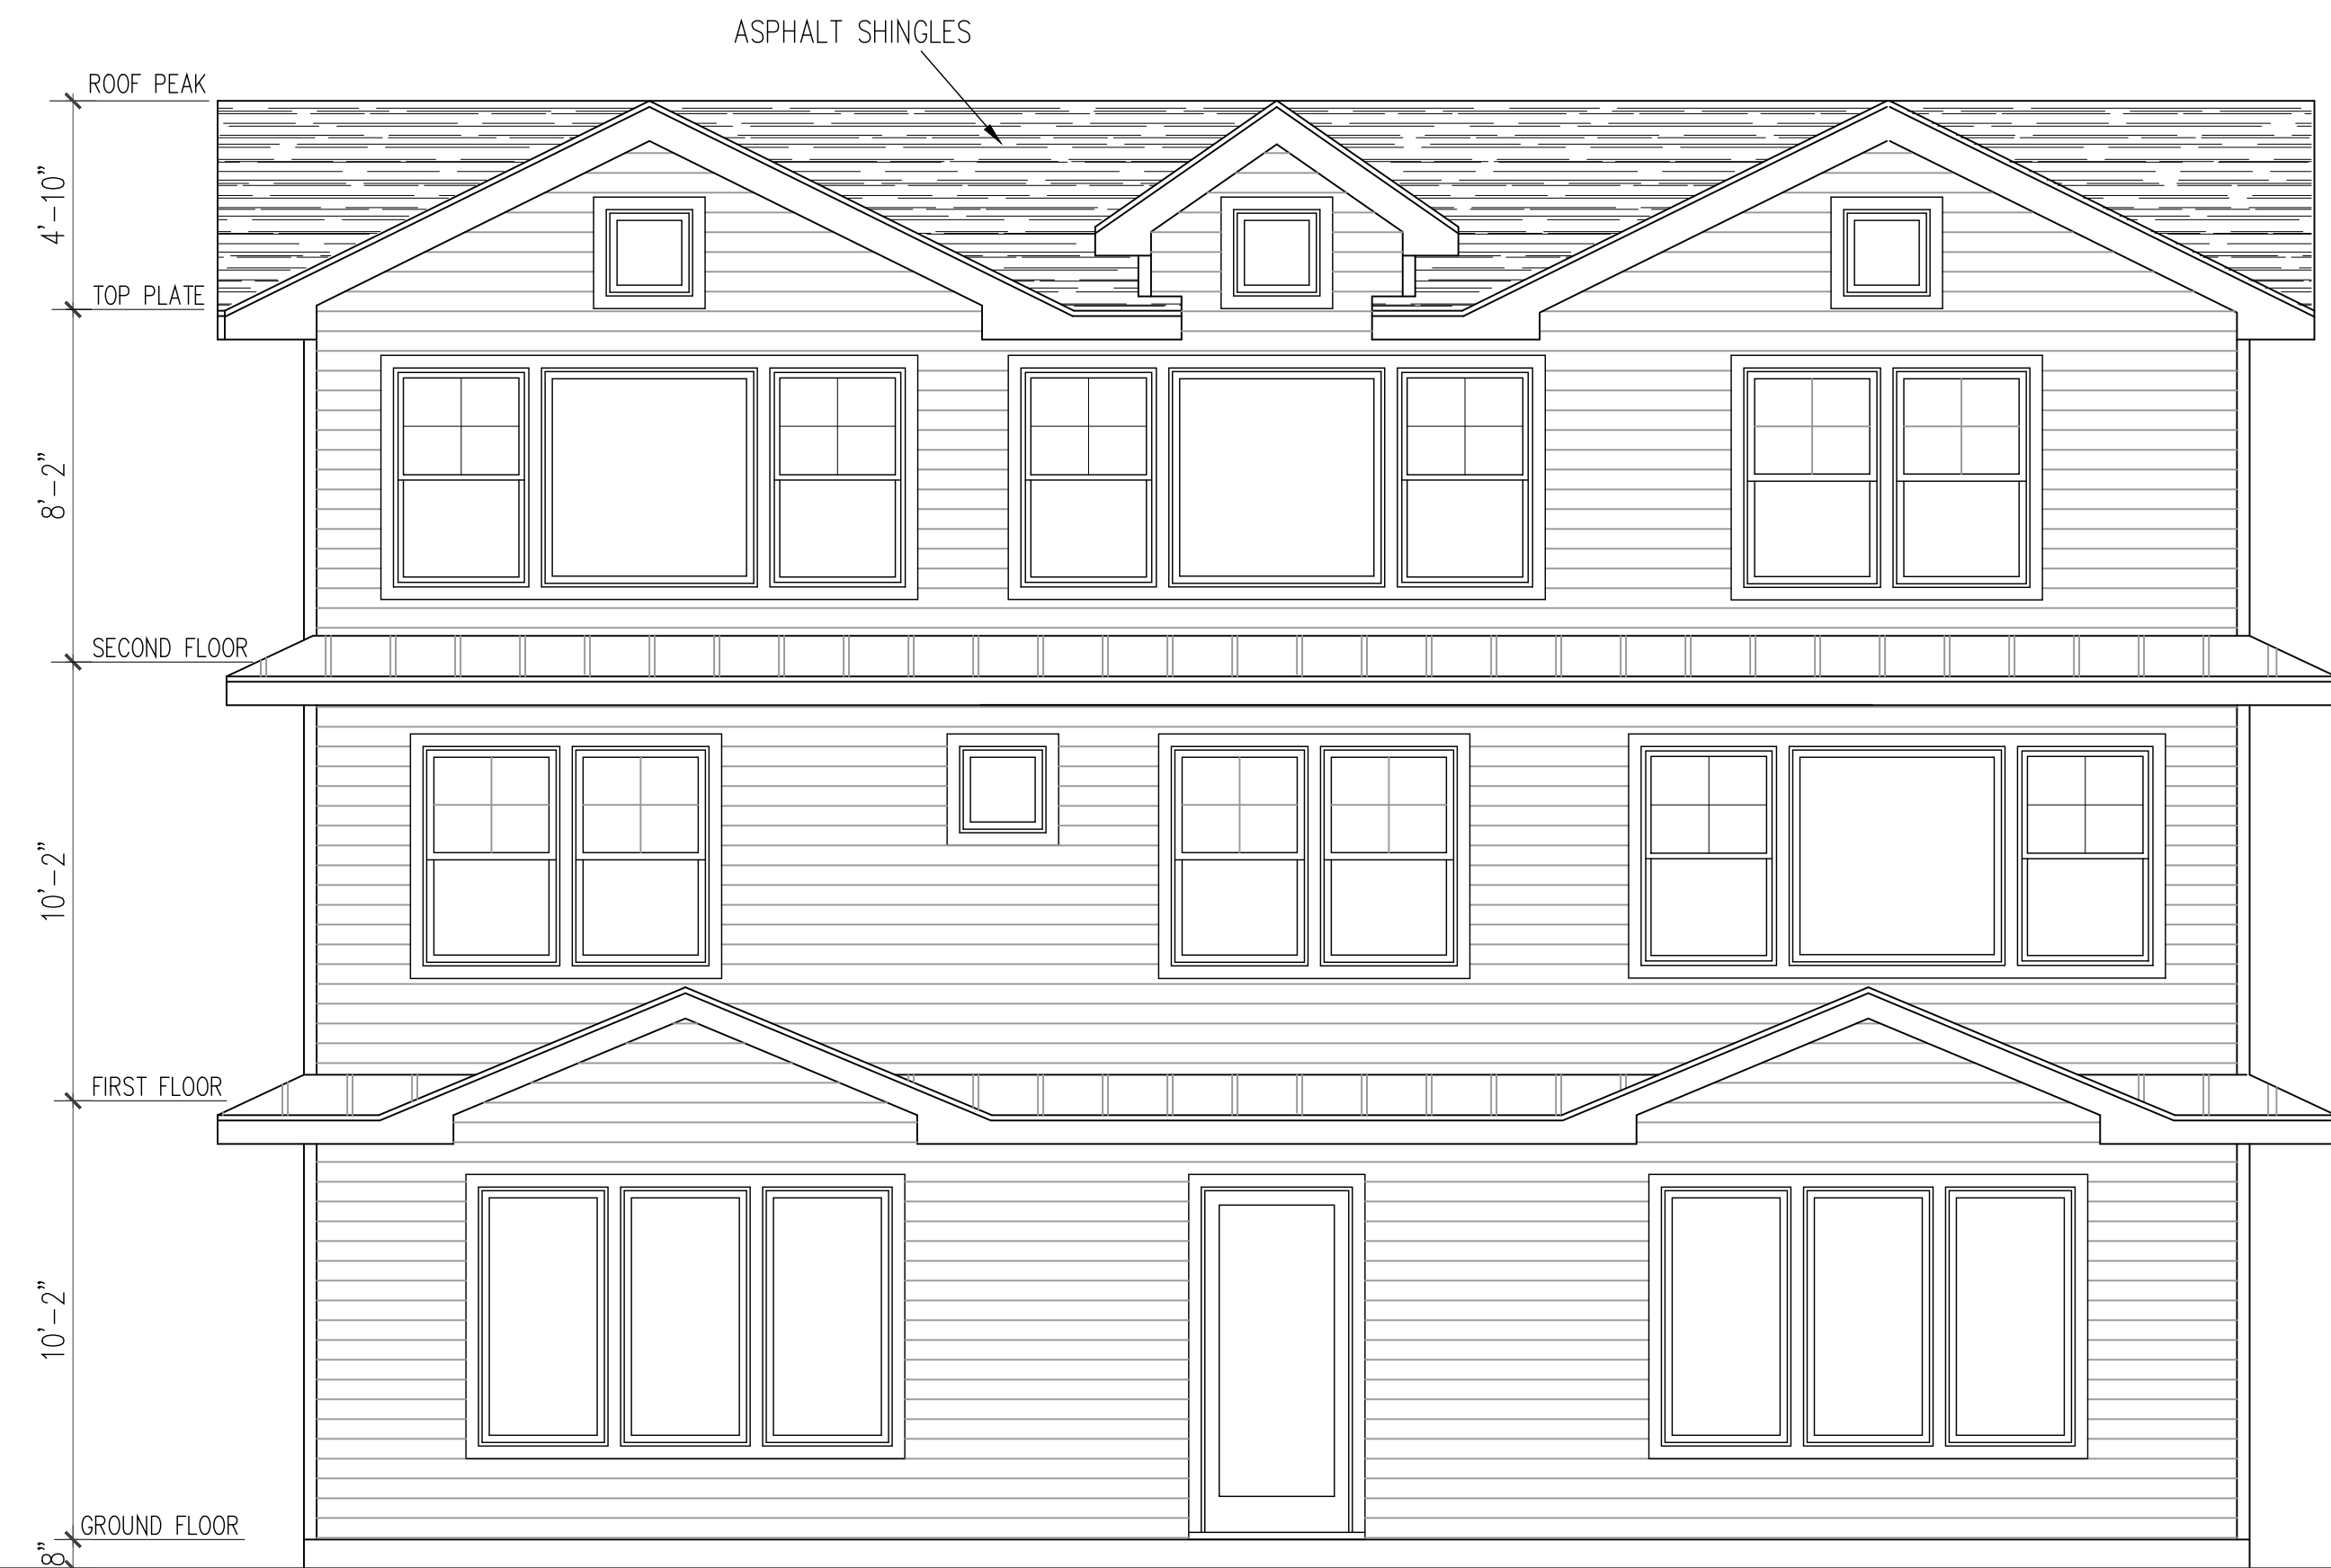 ASPHALT SHINGLES
ROOF PEAK
4'-10"
TOP PLATE
8'-2"
SECOND FLOOR
10'-2"
FIRST FLOOR
10'-2"
GROUND FLOOR
8"